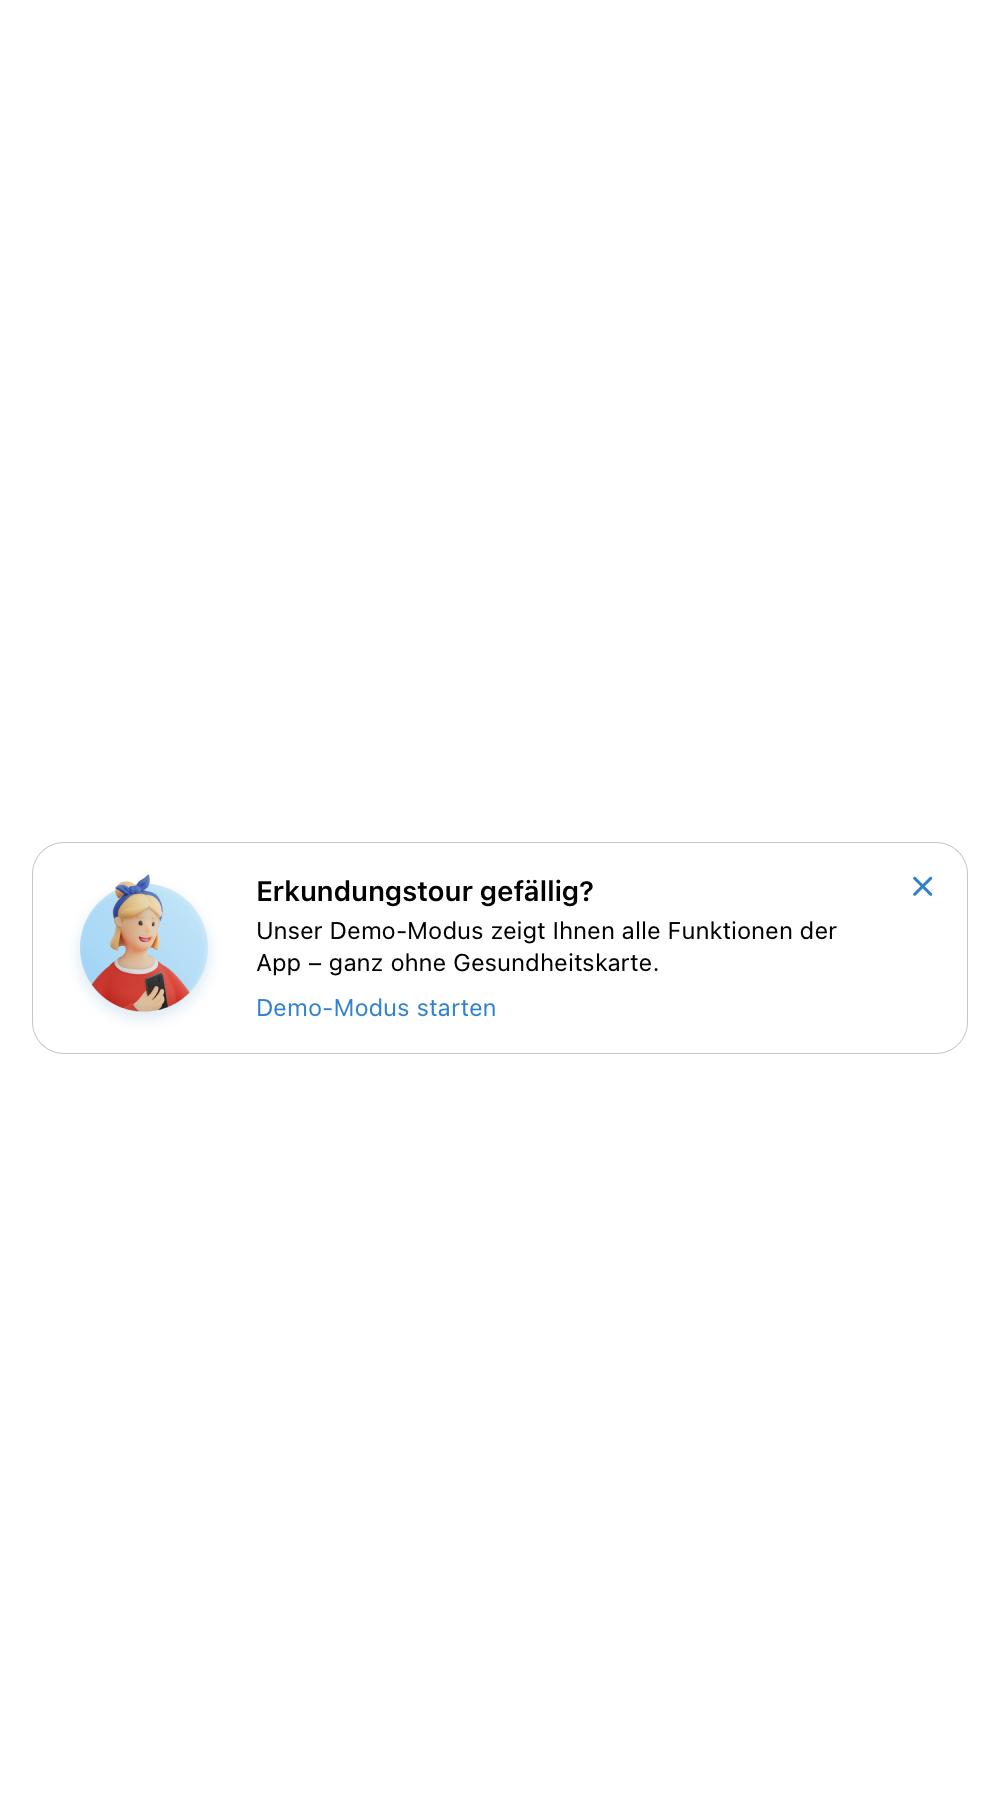 Erkundungstour gefällig?
Unser Demo-Modus zeigt Ihnen alle Funktionen der
App – ganz ohne Gesundheitskarte.
Demo-Modus starten